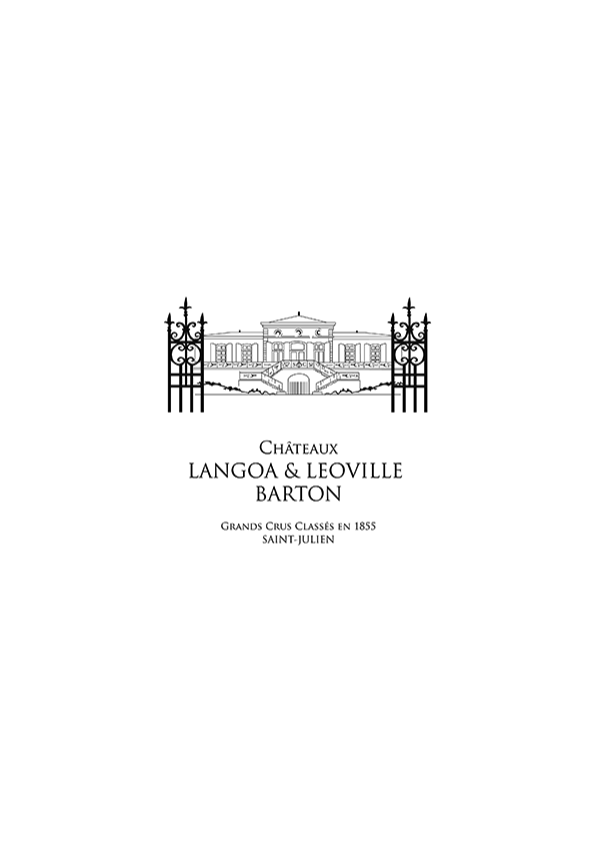 Châteaux
LANGOA & LEOVILLE
BARTON
Grands Crus Classés en 1855
SAINT-JULIEN